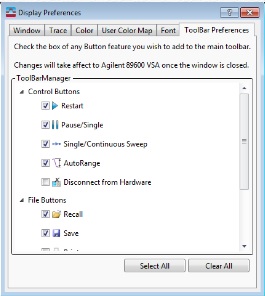 Display Preferences
Window Trace Color User Color Map Font ToolBar Preferences
Check the box of any Button feature you wish to add to the main toolbar.
Changes will take affect to Agilent 89600 VSA once the window is closed.
ToolBarManager
Control Buttons
Restart
Pause/Single
Single/Continuous Sweep
AutoRange
Disconnect from Hardware
File Buttons
Recall
Save
Select All Clear All